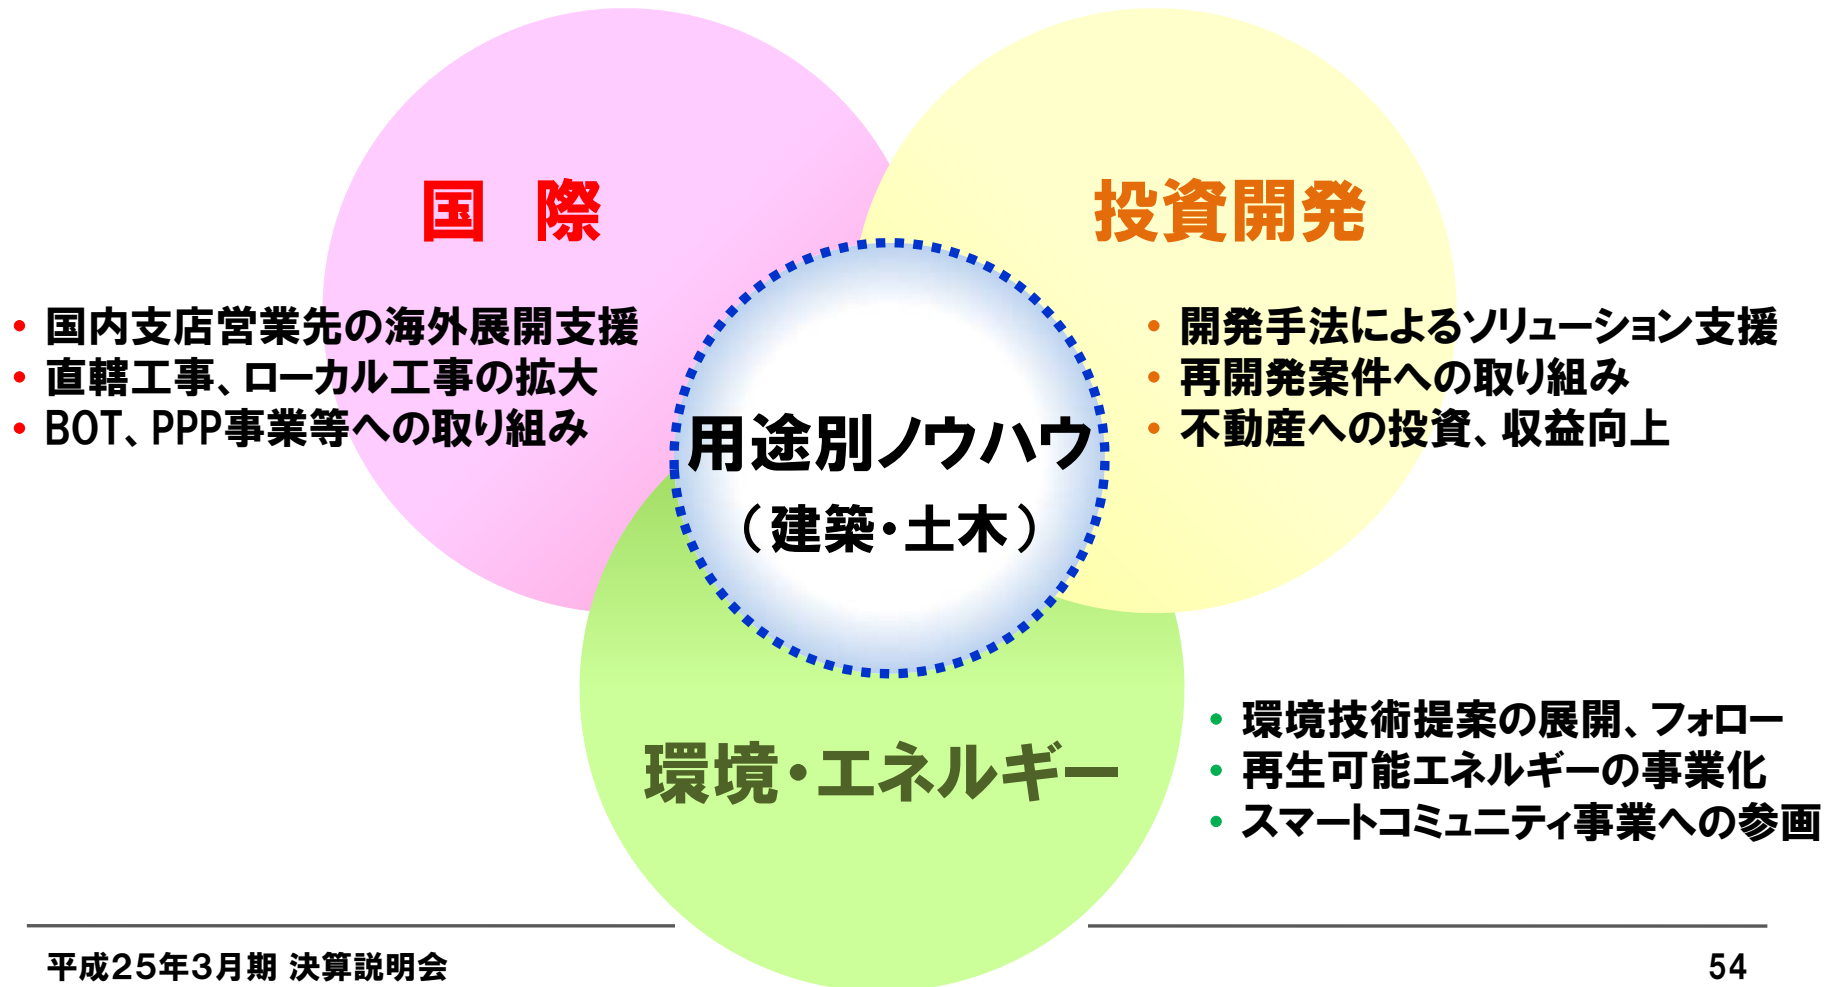 国 際
・国内支店営業先の海外展開支援
・直轄工事、ローカル工事の拡大
・BOT、PPP事業等への取り組み
投資開発
・開発手法によるソリューション支援
・再開発案件への取り組み
・不動産への投資、収益向上
用途別ノウハウ
（建築・土木）
環境・エネルギー
・環境技術提案の展開、フォロー
・再生可能エネルギーの事業化
・スマートコミュニティ事業への参画
平成25年3月期 決算説明会
54